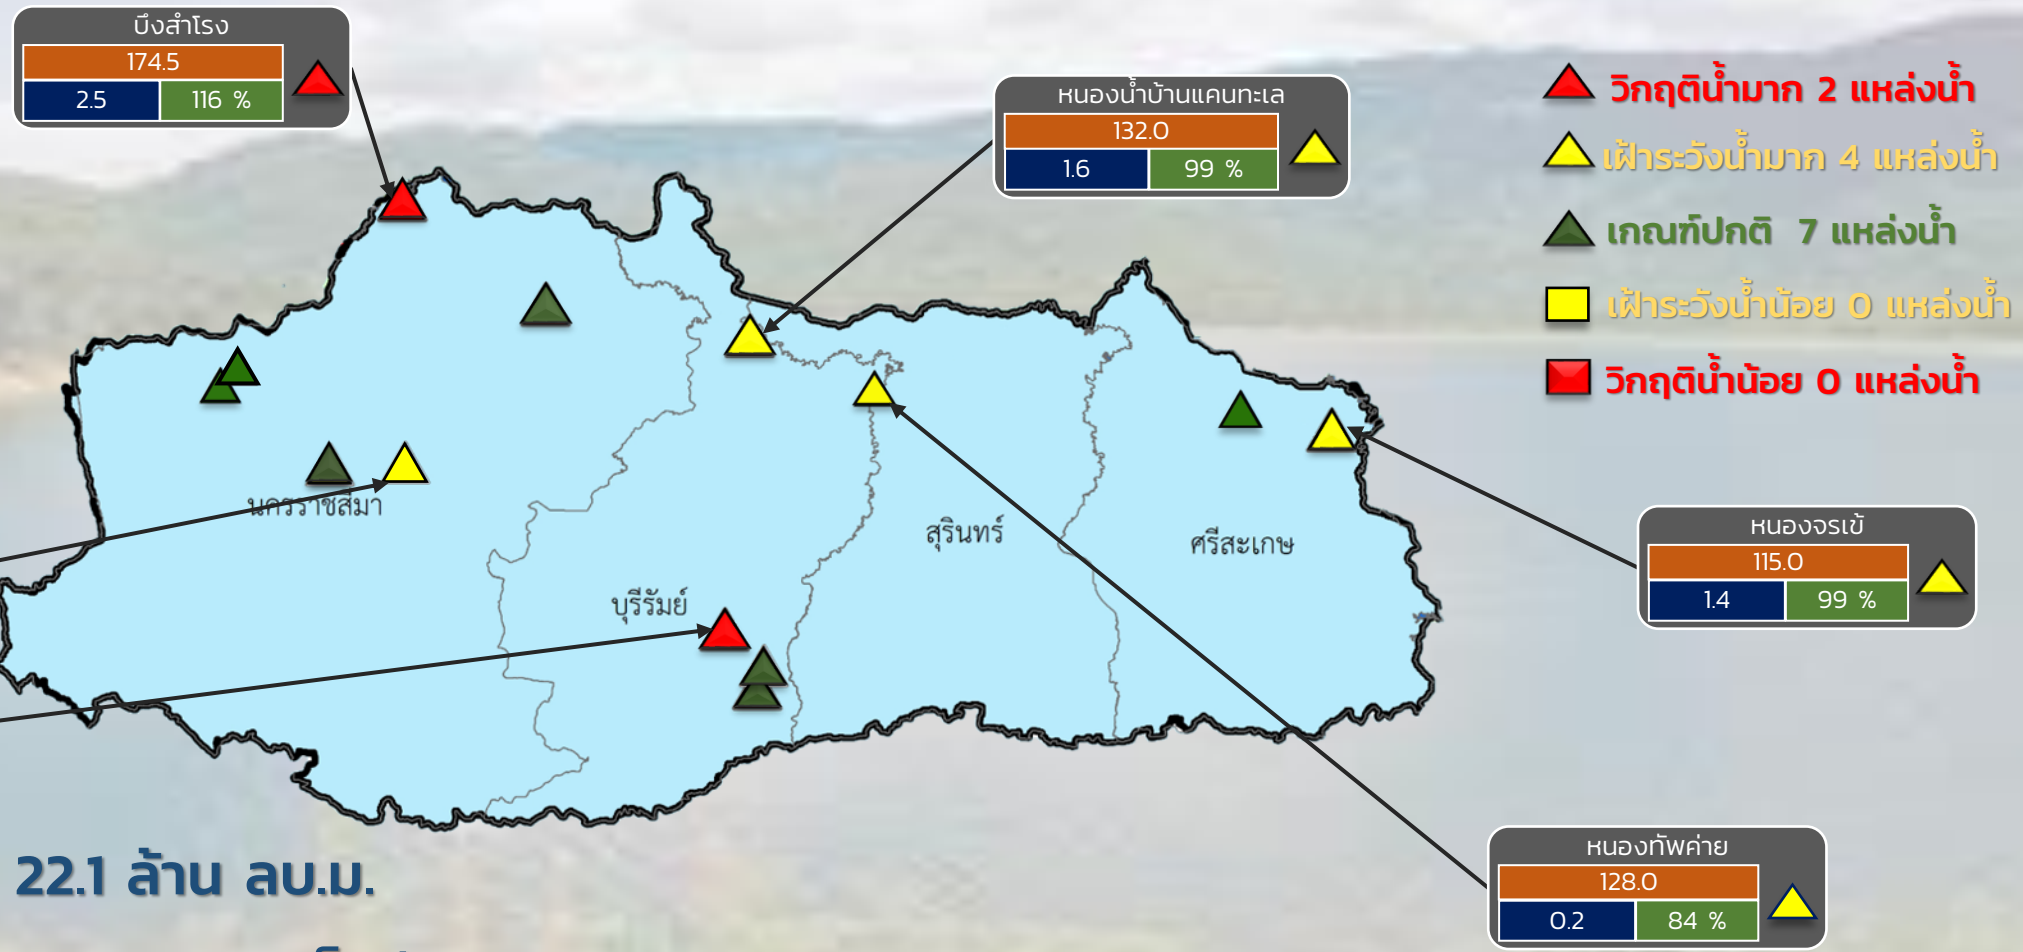 บึงสำโรง
174.5
2.5 116 %
หนองน้ำบ้านแคนทะเล
132.0
1.6 99 %
วิกฤติน้ำมาก 2 แหล่งน้ำ
เฝ้าระวังน้ำมาก 4 แหล่งน้ำ
เกณฑ์ปกติ 7 แหล่งน้ำ
เฝ้าระวังน้ำน้อย 0 แหล่งน้ำ
วิกฤติน้ำน้อย 0 แหล่งน้ำ
นครราชสีมา
สุรินทร์
ศรีสะเกษ
บุรีรัมย์
หนองจรเข้
115.0
1.4 99 %
หนองทัพค่าย
128.0
0.2 84 %
22.1 ล้าน ลบ.ม.